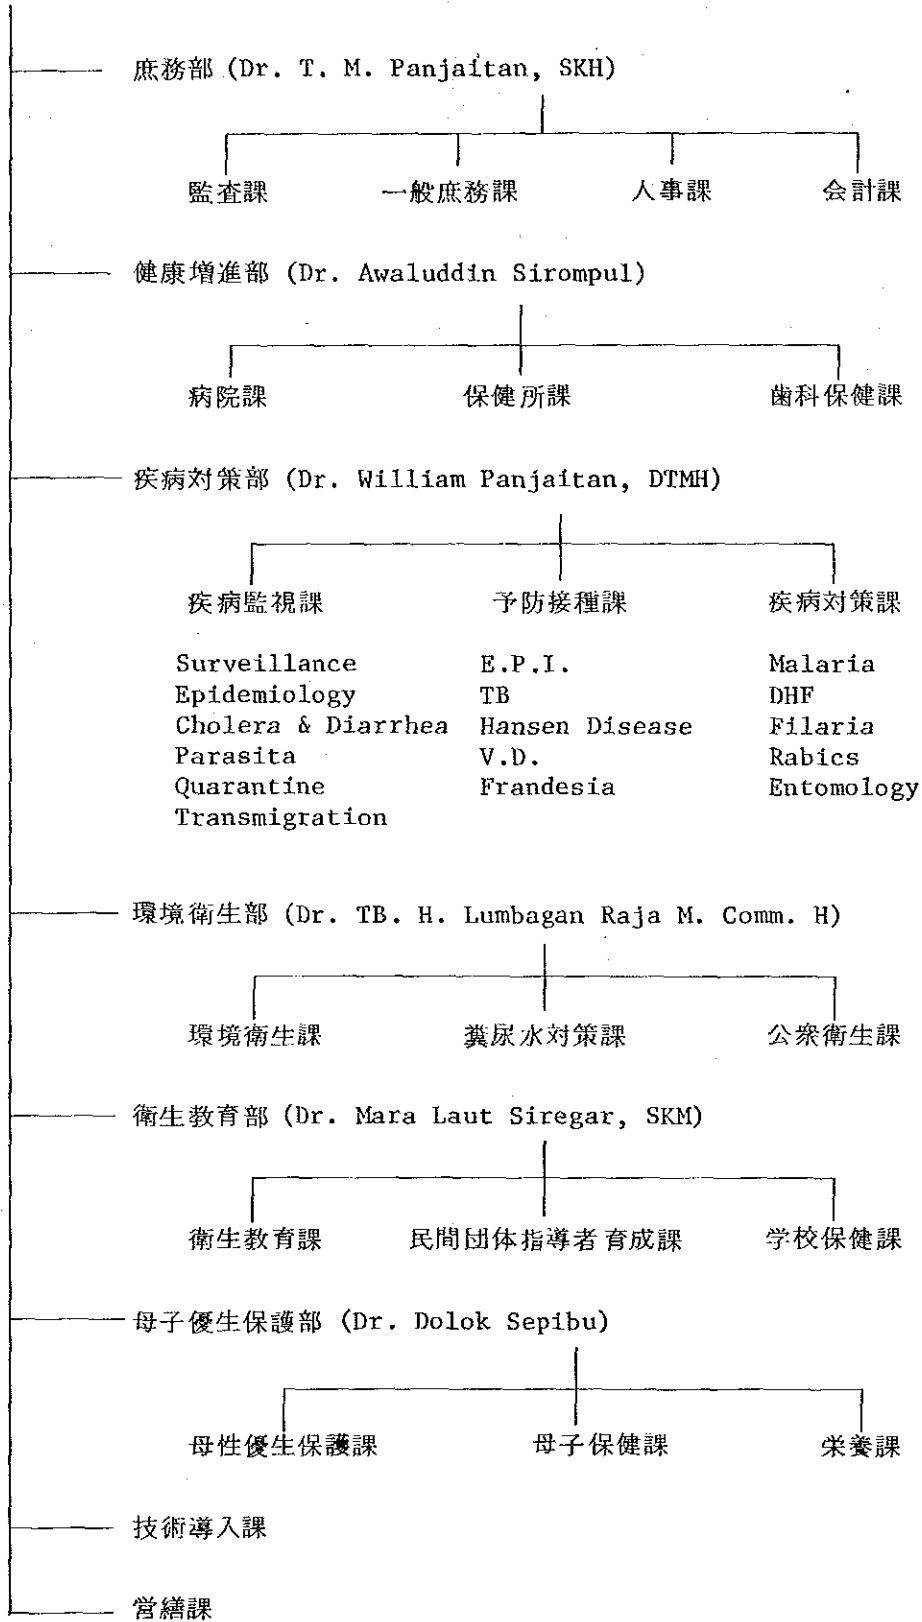 庶務部 (Dr. T. M. Panjaitan, SKH)
監査課 一般庶務課 人事課 会計課
健康増進部 (Dr. Awaluddin Sirompul)
病院課 保健所課 歯科保健課
疾病対策部 (Dr. William Panjaitan, DTMH)
疾病監視課 予防接種課 疾病対策課
Surveillance E.P.I. Malaria
Epidemiology TB DHF
Cholera & Diarrhea Hansen Disease Filaria
Parasita V.D. Rabics
Quarantine Frandesia Entomology
Transmigration
環境衛生部 (Dr. TB. H. Lumbagan Raja M. Comm. H)
環境衛生課 糞尿水対策課 公衆衛生課
衛生教育部 (Dr. Mara Laut Siregar, SKM)
衛生教育課 民間団体指導者育成課 学校保健課
母子優生保護部 (Dr. Dolok Sepibu)
母性優生保護課 母子保健課 栄養課
技術導入課
営繕課